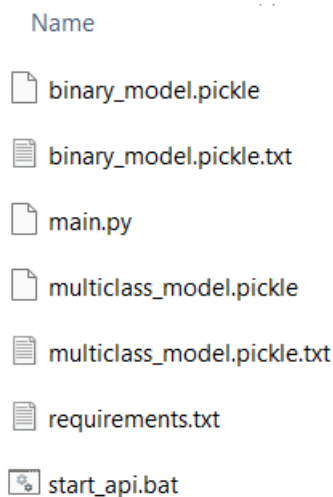 Name
binary_model.pickle
binary_model.pickle.txt
main.py
multiclass_model.pickle
multiclass_model.pickle.txt
requirements.txt
start_api.bat